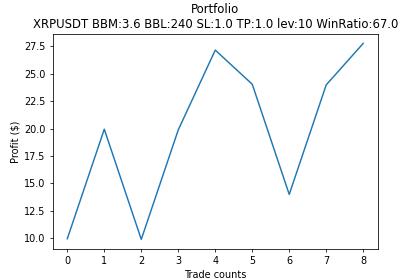 Portfolio
XRPUSDT BBM:3.6 BBL:240 SL:1.0 TP:1.0 lev:10 WinRatio:67.0
Profit ($)
27.5
25.0
22.5
20.0
17.5
15.0
12.5
10.0
0 1 2 3 4 5 6 7 8
Trade counts